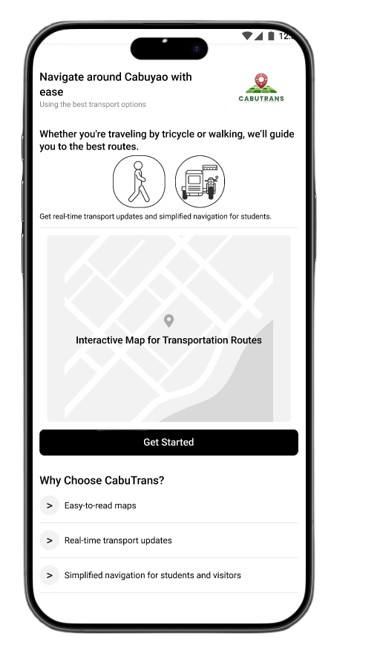 12:
Navigate around Cabuyao with
ease
Using the best transport options
CABUTRANS
Whether you're traveling by tricycle or walking, we'll guide
you to the best routes.
Get real-time transport updates and simplified navigation for students.
Interactive Map for Transportation Routes
Get Started
Why Choose CabuTrans?
> Easy-to-read maps
> Real-time transport updates
> Simplified navigation for students and visitors